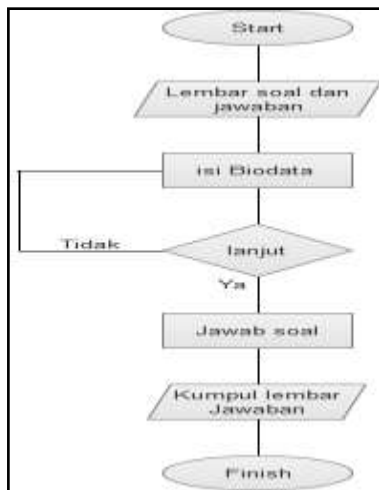 Start
Lembar soal dan
jawaban
isi Biodata
Tidak
lanjut
Ya
Jawab soal
Kumpul lembar
Jawaban
Finish